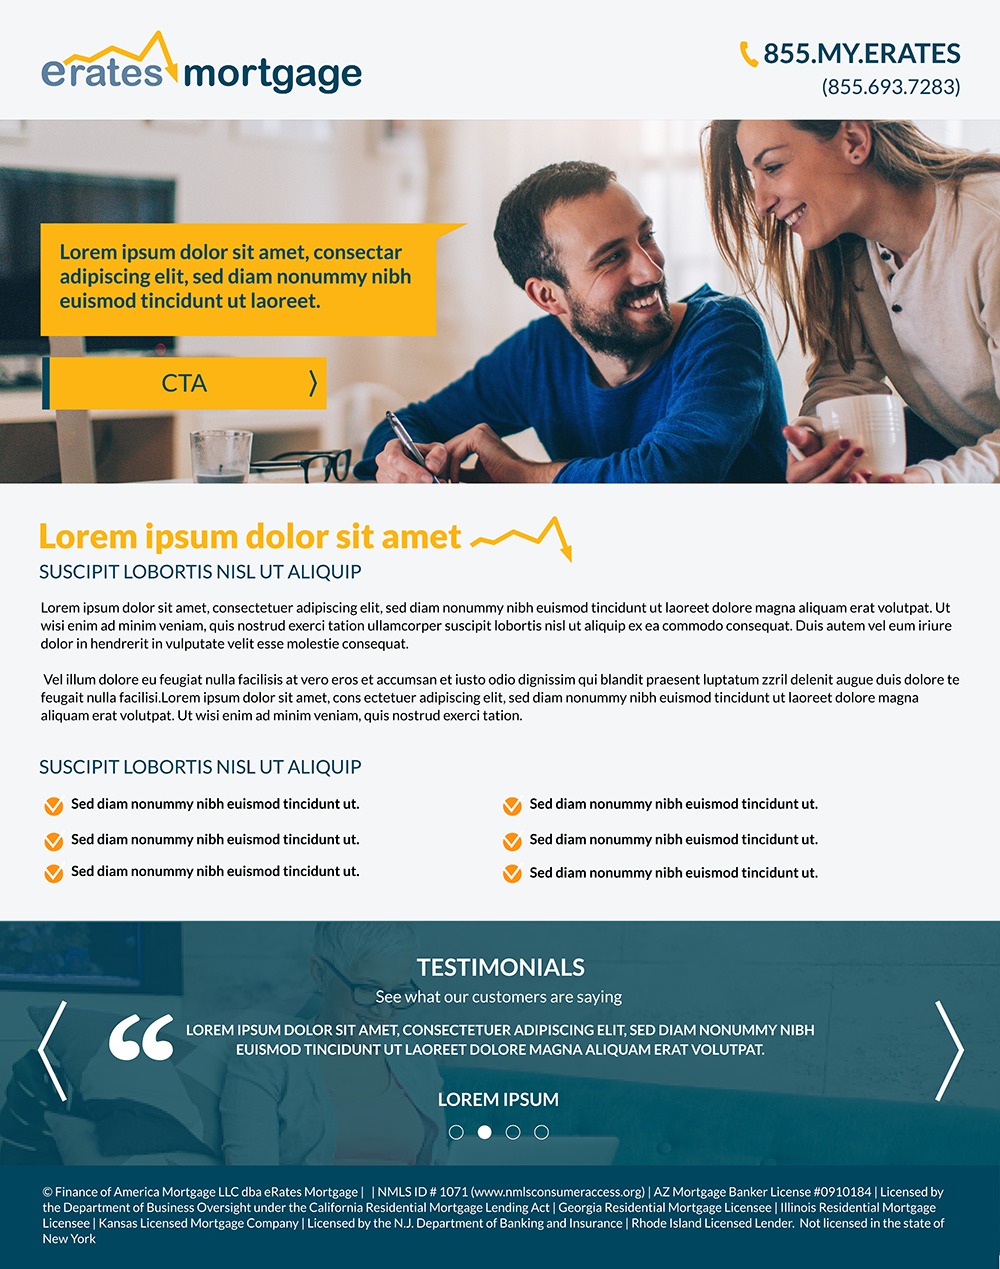 erates mortgage
855.MY.ERATES
(855.693.7283)
Lorem ipsum dolor sit amet, consectar
adipiscing elit, sed diam nonummy nibh
euismod tincidunt ut laoreet.
CTA
Lorem ipsum dolor sit amet
SUSCIPIT LOBORTIS NISL UT ALIQUIP
Lorem ipsum dolor sit amet, consectetuer adipiscing elit, sed diam nonummy nibh euismod tincidunt ut laoreet dolore magna aliquam erat volutpat. Ut
wisi enim ad minim veniam, quis nostrud exerci tation ullamcorper suscipit lobortis nisl ut aliquip ex ea commodo consequat. Duis autem vel eum iriure
dolor in hendrerit in vulputate velit esse molestie consequat.
Vel illum dolore eu feugiat nulla facilisis at vero eros et accumsan et iusto odio dignissim qui blandit praesent luptatum zzril delenit augue duis dolore te
feugait nulla facilisi.Lorem ipsum dolor sit amet, cons ectetuer adipiscing elit, sed diam nonummy nibh euismod tincidunt ut laoreet dolore magna
aliquam erat volutpat. Ut wisi enim ad minim veniam, quis nostrud exerci tation.
SUSCIPIT LOBORTIS NISL UT ALIQUIP
Sed diam nonummy nibh euismod tincidunt ut.
Sed diam nonummy nibh euismod tincidunt ut.
Sed diam nonummy nibh euismod tincidunt ut.
Sed diam nonummy nibh euismod tincidunt ut.
Sed diam nonummy nibh euismod tincidunt ut.
Sed diam nonummy nibh euismod tincidunt ut.
TESTIMONIALS
See what our customers are saying
“ LOREM IPSUM DOLOR SIT AMET, CONSECTETUER ADIPISCING ELIT, SED DIAM NONUMMY NIBH
EUISMOD TINCIDUNT UT LAOREET DOLORE MAGNA ALIQUAM ERAT VOLUTPAT.
LOREM IPSUM
© Finance of America Mortgage LLC dba eRates Mortgage | | NMLS ID # 1071 (www.nmlsconsumeraccess.org) | AZ Mortgage Banker License #0910184 | Licensed by
the Department of Business Oversight under the California Residential Mortgage Lending Act | Georgia Residential Mortgage Licensee | Illinois Residential Mortgage
Licensee | Kansas Licensed Mortgage Company | Licensed by the N.J. Department of Banking and Insurance | Rhode Island Licensed Lender. Not licensed in the state of
New York